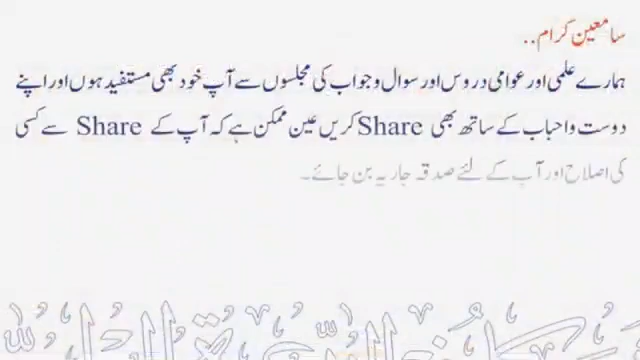 سامعین کرام..
ہمارے علمی اور عوامی دروس اور سوال وجواب کی مجلسوں سے آپ خود بھی مستفید ہوں اور اپنے
دوست واحباب کے ساتھ بھی Share کریں عین ممکن ہے کہ آپ کے Share سے کسی
کی اصلاح اور آپ کے لئے صدقہ جاریہ بن جائے۔